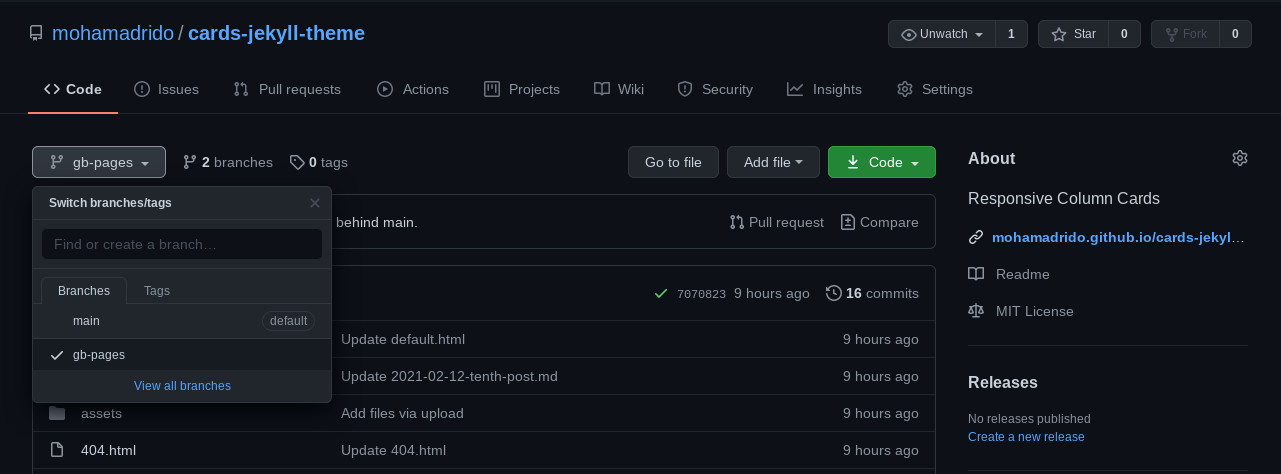 mohamadrido / cards-jekyll-theme
Unwatch 1 Star 0 Fork 0
Code Issues Pull requests Actions Projects Wiki Security Insights Settings
gb-pages 2 branches 0 tags Go to file Add file Code
Switch branches/tags
Find or create a branch…
Branches Tags
main default
gb-pages
View all branches
behind main. Pull request Compare
7070823 9 hours ago 16 commits
Update default.html 9 hours ago
Update 2021-02-12-tenth-post.md 9 hours ago
assets Add files via upload 9 hours ago
404.html Update 404.html 9 hours ago
About
Responsive Column Cards
mohamadrido.github.io/cards-jekyl…
Readme
MIT License
Releases
No releases published
Create a new release